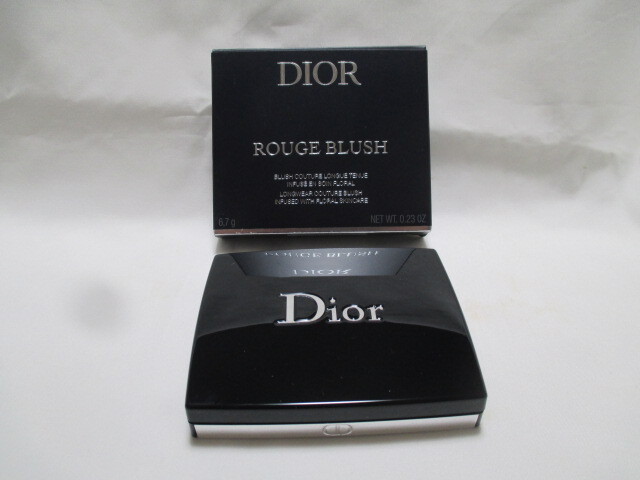 DIOR
ROUGE BLUSH
BLUSH COUTURE LONGUE TENUE
INFUSÉ EN SOIN FLORAL
LONGWEAR COUTURE BLUSH
INFUSED WITH FLORAL SKINCARE
6.7 g NET WT. 0.23 OZ
ROUGE BLUSH
DIOR
Dior
CD